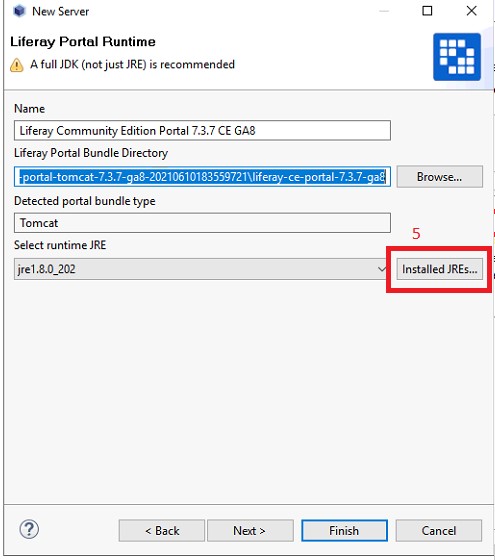 New Server
Liferay Portal Runtime
A full JDK (not just JRE) is recommended
Name
Liferay Community Edition Portal 7.3.7 CE GA8
Liferay Portal Bundle Directory
-portal-tomcat-7.3.7-ga8-20210610183559721\liferay-ce-portal-7.3.7-ga8
Browse...
Detected portal bundle type
Tomcat
Select runtime JRE
5
jre1.8.0_202
Installed JREs...
?
< Back
Next >
Finish
Cancel